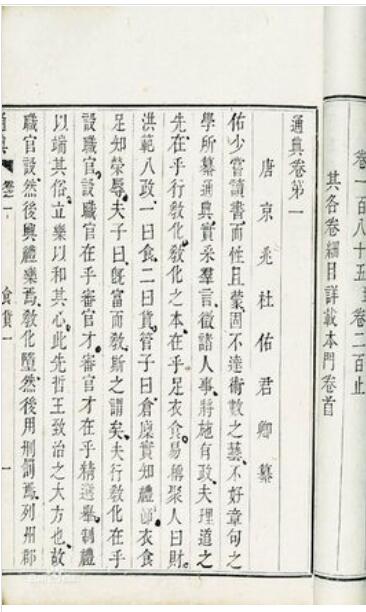 卷一百八十五至卷二百止
其各卷細目詳載本門卷首
通典卷第一
唐京兆杜佑君卿纂
佑少嘗讀書而性且蒙固不達術數之藝、不好章句之
學所纂通典實采羣言、徵諸人事、將施有政、夫理道之
先、在乎行敎化、敎化之本、在乎足衣食、易稱聚人曰財、
洪範八政、一曰食、二曰貨、管子曰倉廩實知禮節、衣食
足知榮辱、夫子曰、旣富而敎、斯之謂矣、夫行敎化在乎
設職官、設職官在乎審官才、審官才在乎精選舉、制禮
以端其俗、立樂以和其心、此先哲王致治之大方也、故
職官設然後興禮樂焉、敎化隳然後用刑罰焉、列州郡
通典 卷一 食貨一 一